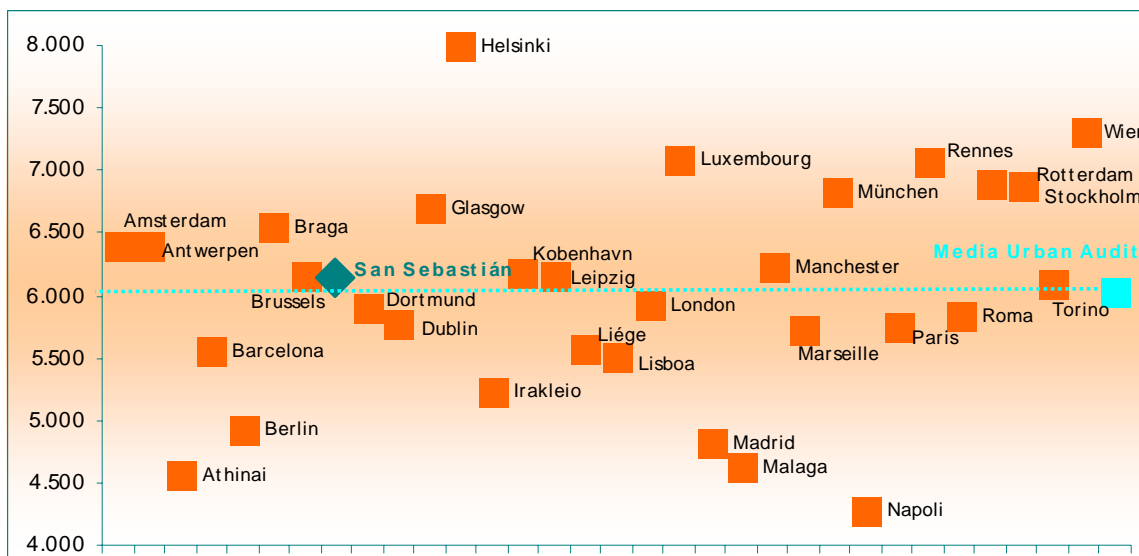 8.000
7.500
7.000
6.500
6.000
5.500
5.000
4.500
4.000
Helsinki
Wien
Rennes
Luxembourg
Rotterdam
München
Stockholm
Glasgow
Amsterdam
Braga
Antwerpen
Kobenhavn
Media Urban Audit
San Sebastián
Manchester
Leipzig
Brussels
Dortmund
London
Torino
Roma
Dublin
Liége
Paris
Marseille
Barcelona
Lisboa
Irakleio
Berlin
Madrid
Malaga
Athinai
Napoli